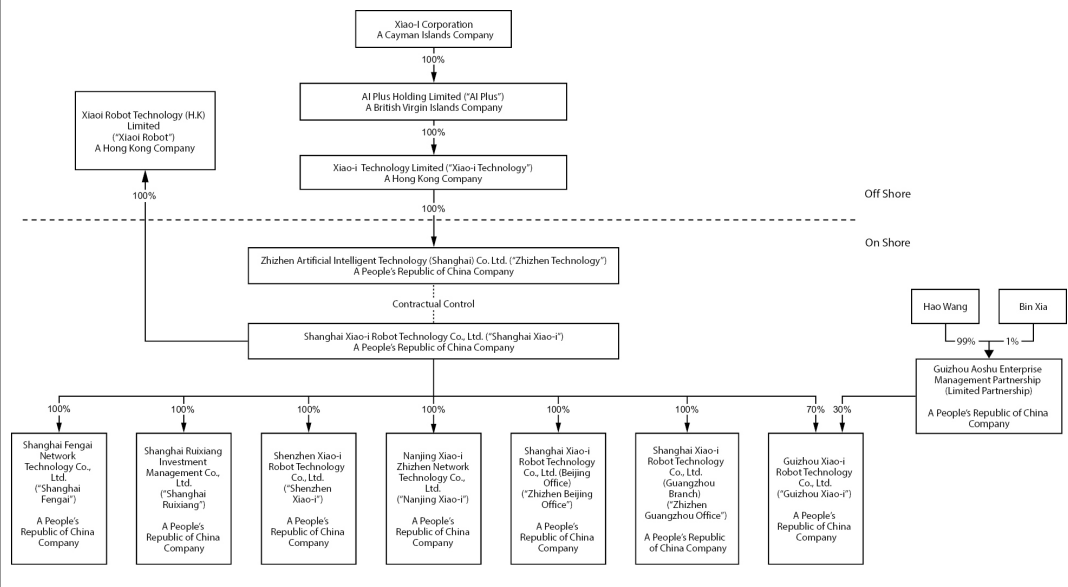 Xiao-I Corporation
A Cayman Islands Company
100%
AI Plus Holding Limited (“AI Plus”)
A British Virgin Islands Company
100%
Xiao-i Technology Limited (“Xiao-i Technology”)
A Hong Kong Company
100%
Xiaoi Robot Technology (H.K)
Limited
(“Xiaoi Robot”)
A Hong Kong Company
100%
Off Shore
On Shore
Zhizhen Artificial Intelligent Technology (Shanghai) Co. Ltd. (“Zhizhen Technology”)
A People’s Republic of China Company
Contractual Control
Shanghai Xiao-i Robot Technology Co., Ltd. (“Shanghai Xiao-i”)
A People’s Republic of China Company
Hao Wang
Bin Xia
99%
1%
Guizhou Aoshu Enterprise
Management Partnership
(Limited Partnership)
A People’s Republic of China
Company
100%
100%
100%
100%
100%
100%
70%
30%
Shanghai Fengai
Network
Technology Co.,
Ltd.
(“Shanghai
Fengai”)
A People’s
Republic of China
Company
Shanghai Ruixiang
Investment
Management Co.,
Ltd.
(“Shanghai
Ruixiang”)
A People’s
Republic of China
Company
Shenzhen Xiao-i
Robot Technology
Co., Ltd.
(“Shenzhen
Xiao-i”)
A People’s
Republic of China
Company
Nanjing Xiao-i
Zhizhen Network
Technology Co.,
Ltd.
(“Nanjing Xiao-i”)
A People’s
Republic of China
Company
Shanghai Xiao-i
Robot Technology
Co., Ltd. (Beijing
Office)
(“Zhizhen Beijing
Office”)
A People’s
Republic of China
Company
Shanghai Xiao-i
Robot Technology
Co., Ltd.
(Guangzhou
Branch)
(“Zhizhen
Guangzhou Office”)
A People’s Republic
of China Company
Guizhou Xiao-i
Robot Technology
Co., Ltd.
(“Guizhou Xiao-i”)
A People’s
Republic of China
Company